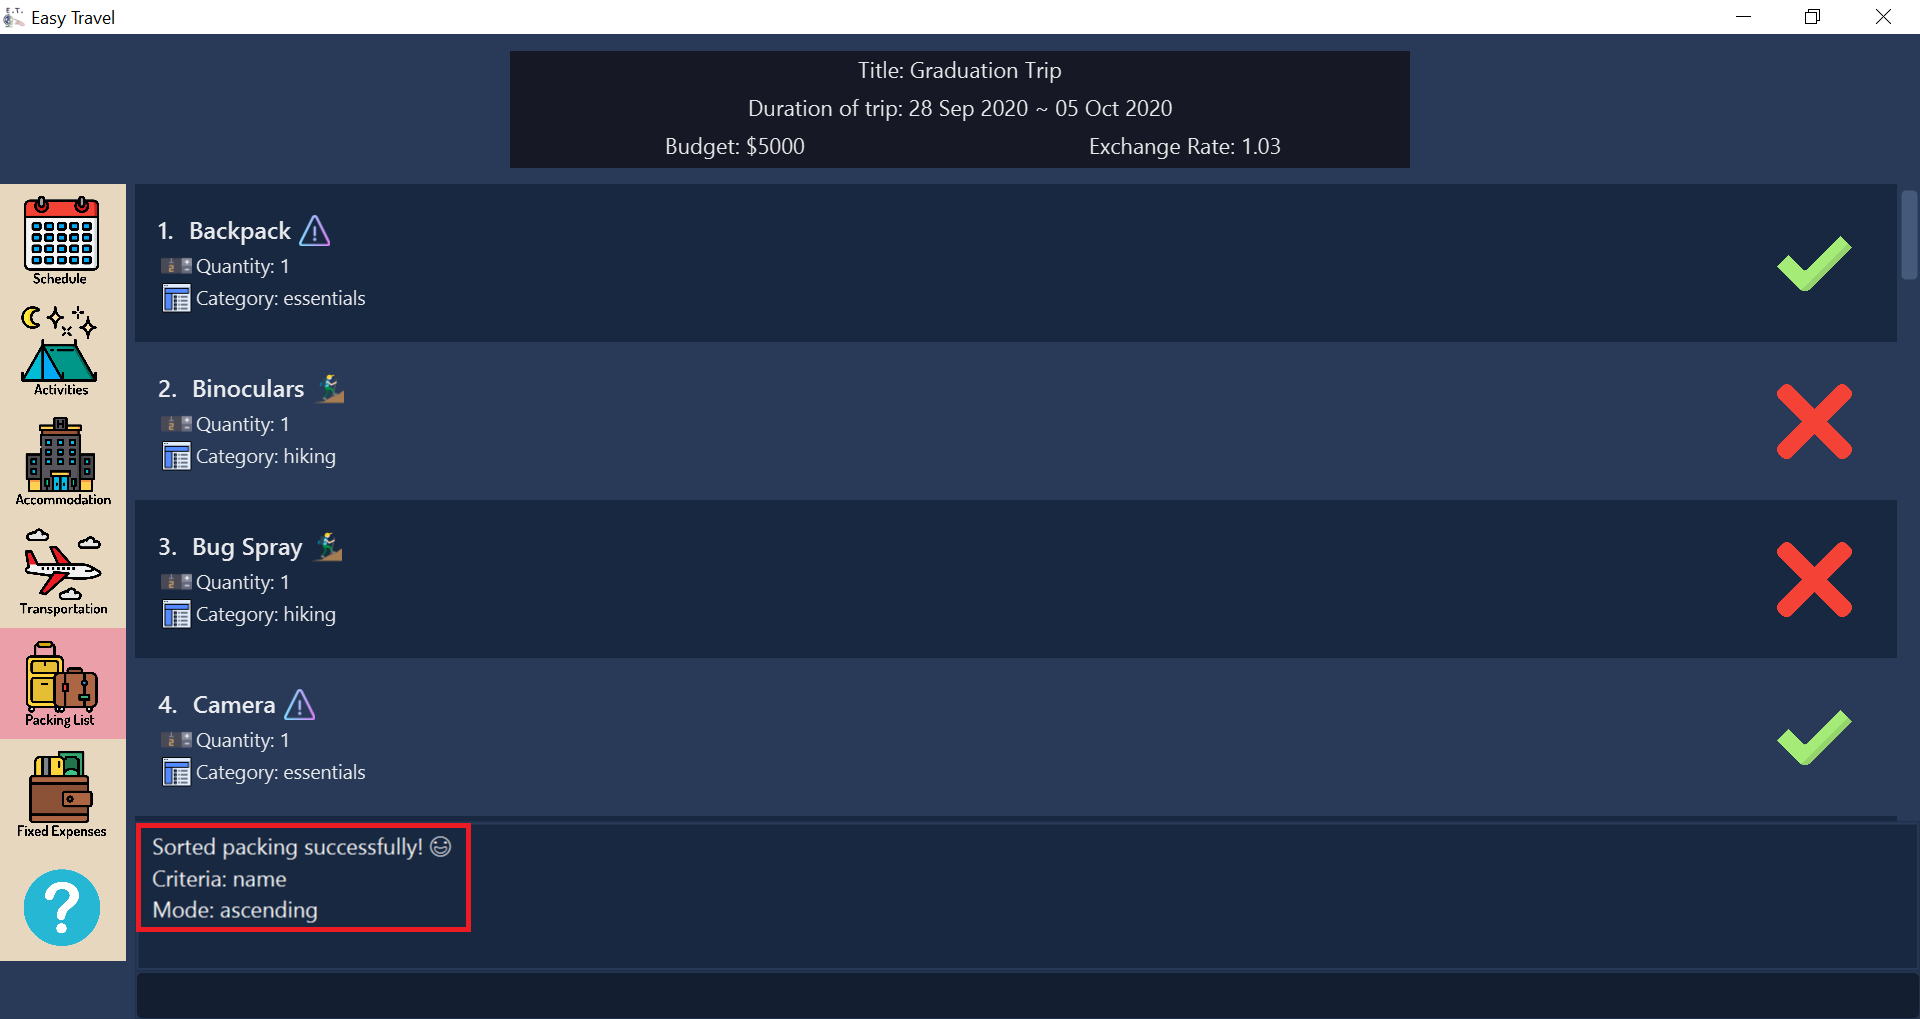 Easy Travel
Title: Graduation Trip
Duration of trip: 28 Sep 2020 ~ 05 Oct 2020
Budget: $5000
Exchange Rate: 1.03
Schedule
Activities
Accommodation
Transportation
Packing List
Fixed Expenses
?
1. Backpack
Quantity: 1
Category: essentials
2. Binoculars
Quantity: 1
Category: hiking
3. Bug Spray
Quantity: 1
Category: hiking
4. Camera
Quantity: 1
Category: essentials
Sorted packing successfully! 😄
Criteria: name
Mode: ascending